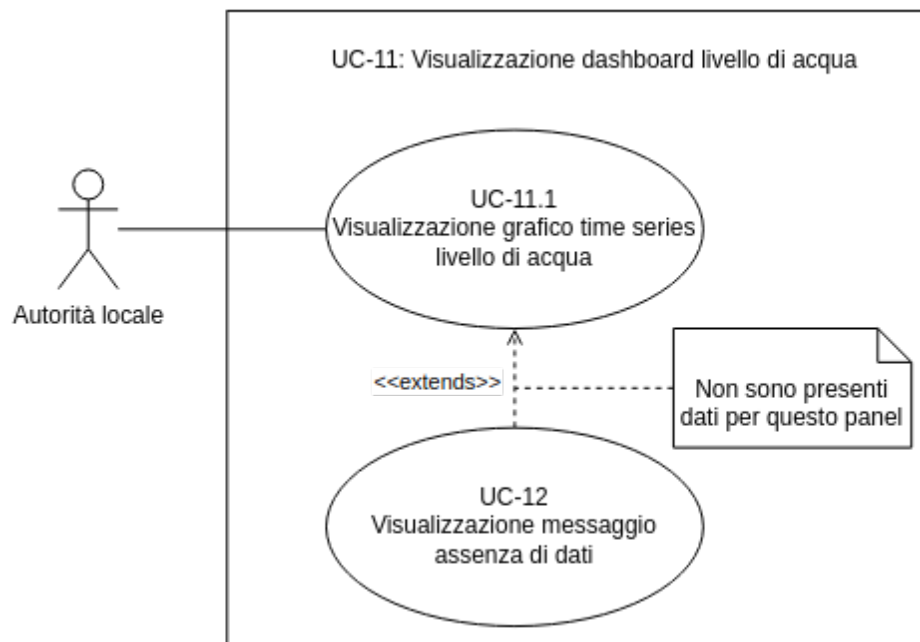 UC-11: Visualizzazione dashboard livello di acqua
UC-11.1
Visualizzazione grafico time series
livello di acqua
Autorità locale
<<extends>>
Non sono presenti
dati per questo panel
UC-12
Visualizzazione messaggio
assenza di dati